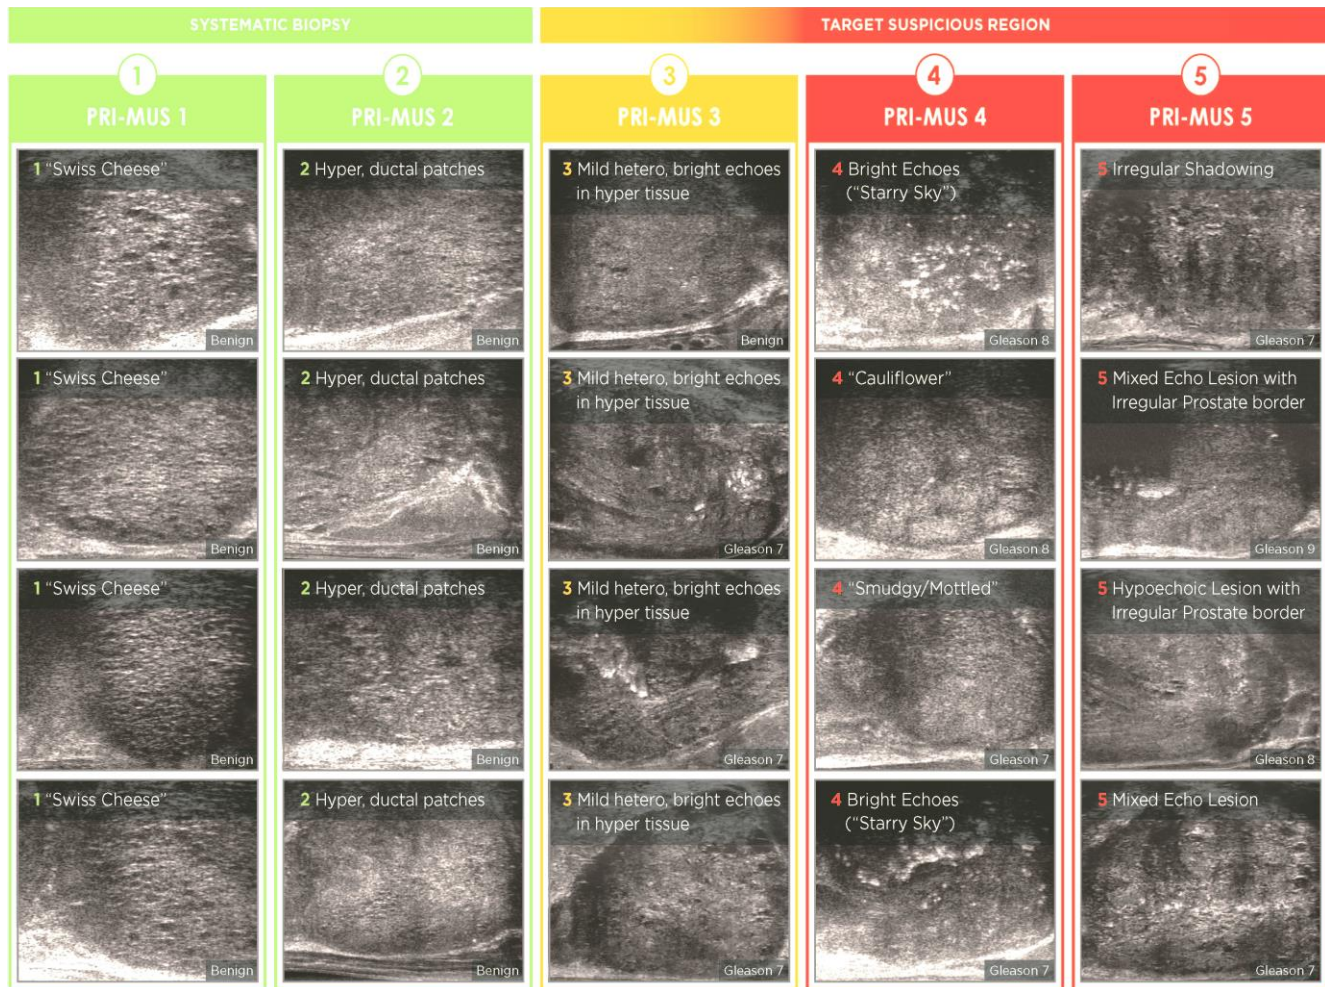 SYSTEMATIC BIOPSY
TARGET SUSPICIOUS REGION
1
2
3
4
5
PRI-MUS 1
PRI-MUS 2
PRI-MUS 3
PRI-MUS 4
PRI-MUS 5
1 “Swiss Cheese”
Benign
2 Hyper, ductal patches
Benign
3 Mild hetero, bright echoes
in hyper tissue
Benign
4 Bright Echoes
(“Starry Sky”)
Gleason 8
5 Irregular Shadowing
Gleason 7
1 “Swiss Cheese”
Benign
2 Hyper, ductal patches
Benign
3 Mild hetero, bright echoes
in hyper tissue
Gleason 7
4 “Cauliflower”
Gleason 8
5 Mixed Echo Lesion with
Irregular Prostate border
Gleason 9
1 “Swiss Cheese”
Benign
2 Hyper, ductal patches
Benign
3 Mild hetero, bright echoes
in hyper tissue
Gleason 7
4 “Smudgy/Mottled”
Gleason 7
5 Hypoechoic Lesion with
Irregular Prostate border
Gleason 8
1 “Swiss Cheese”
Benign
2 Hyper, ductal patches
Benign
3 Mild hetero, bright echoes
in hyper tissue
Gleason 7
4 Bright Echoes
(“Starry Sky”)
Gleason 7
5 Mixed Echo Lesion
Gleason 7